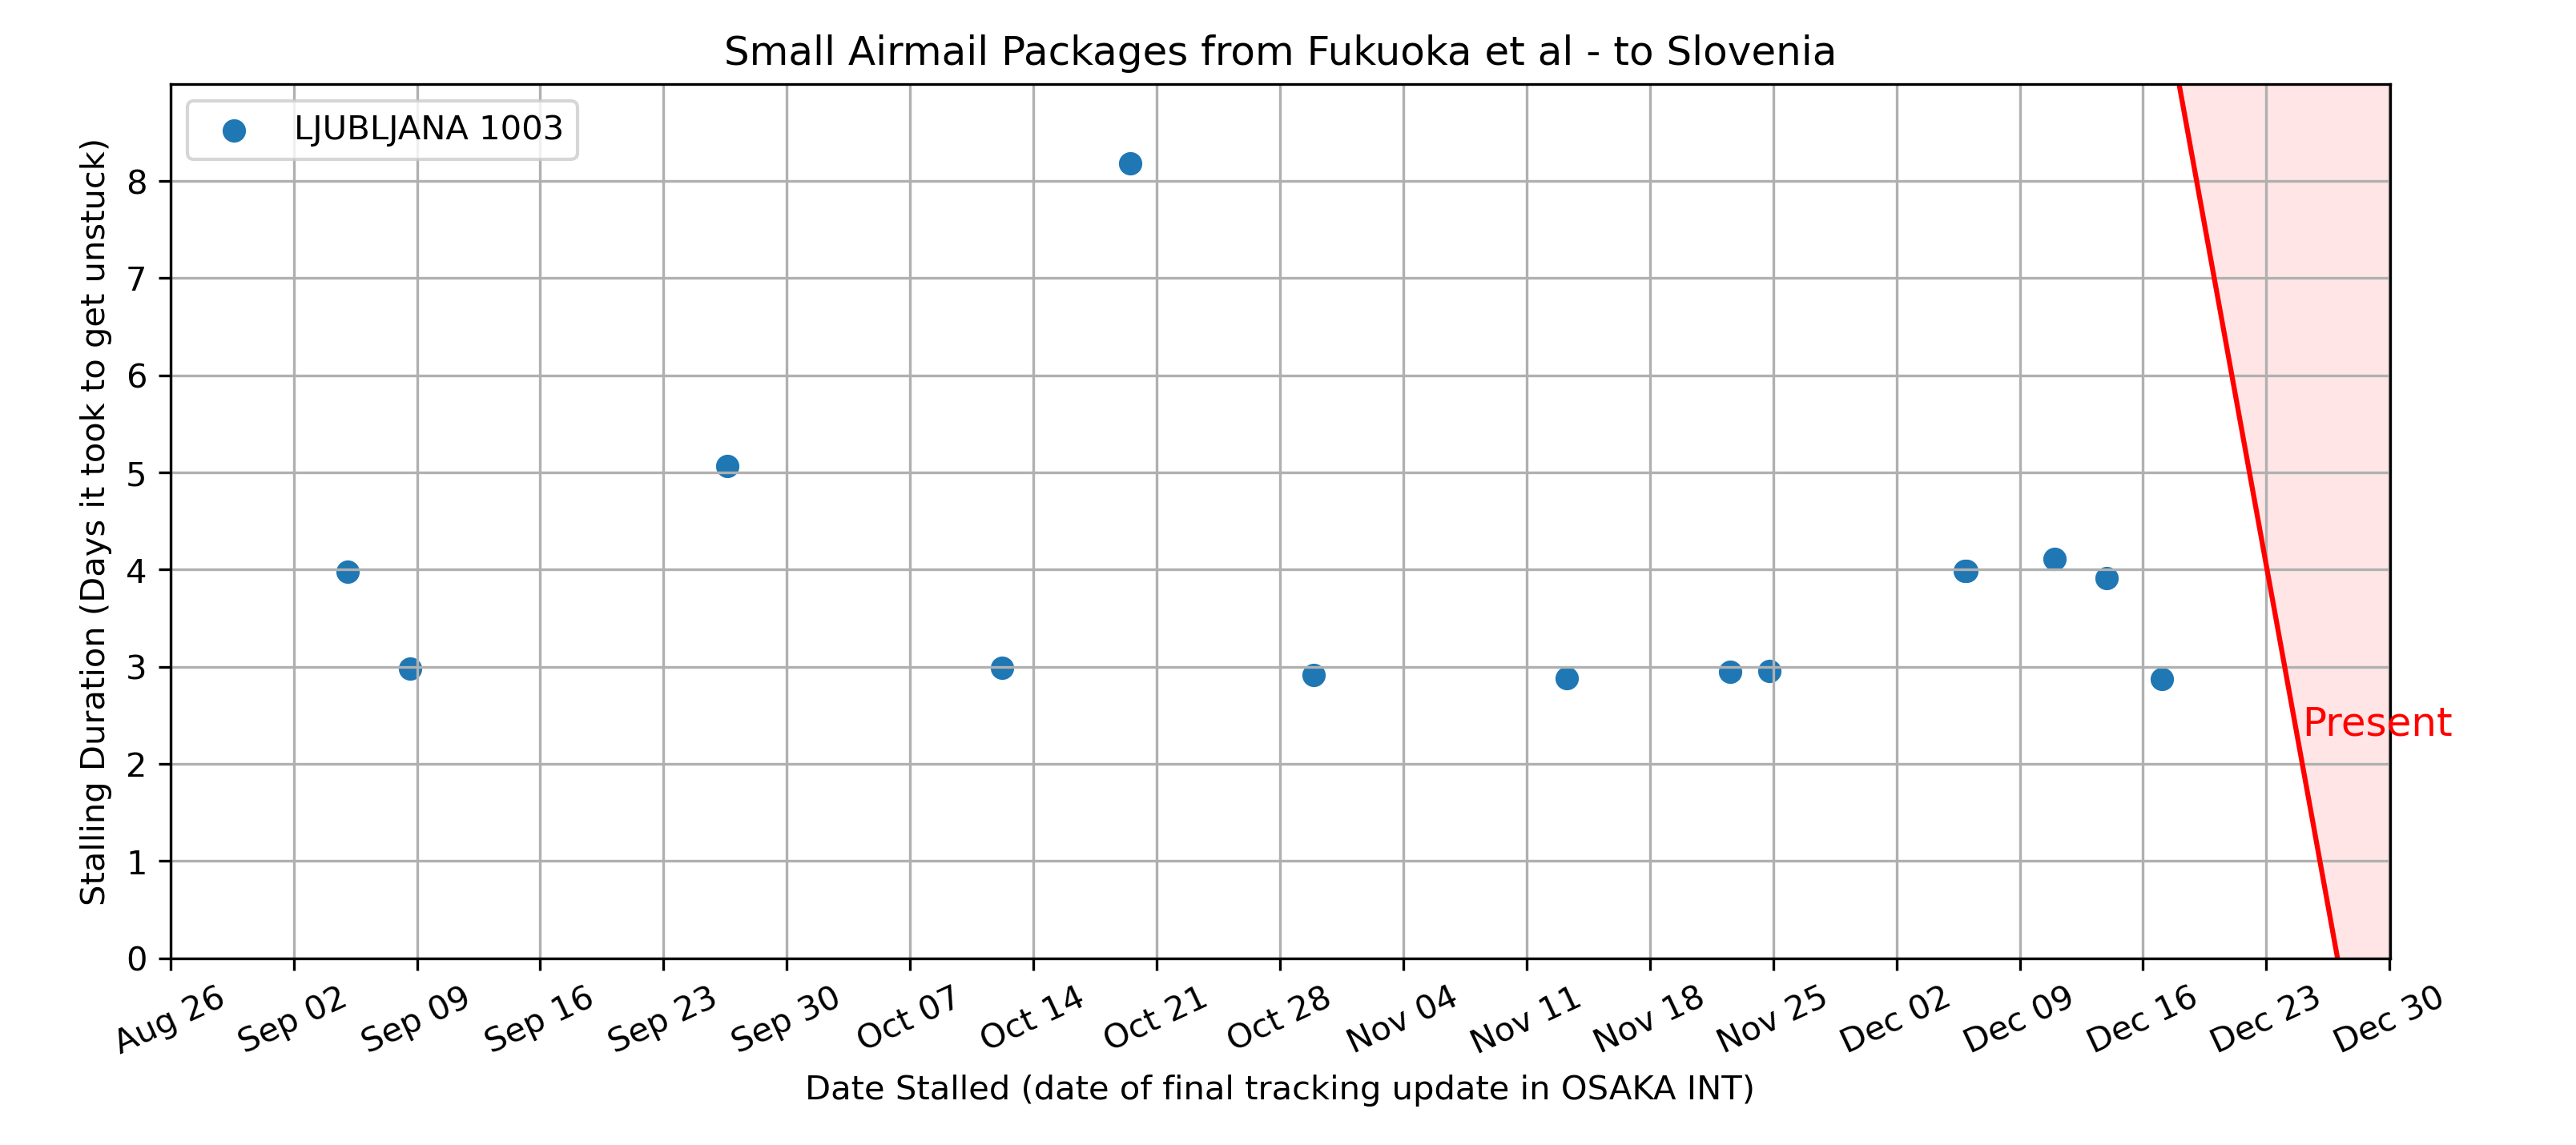 Small Airmail Packages from Fukuoka et al - to Slovenia
LJUBLJANA 1003
Stalling Duration (Days it took to get unstuck)
8
7
6
5
4
3
2
1
0
Present
Aug 26
Sep 02
Sep 09
Sep 16
Sep 23
Sep 30
Oct 07
Oct 14
Oct 21
Oct 28
Nov 04
Nov 11
Nov 18
Nov 25
Dec 02
Dec 09
Dec 16
Dec 23
Dec 30
Date Stalled (date of final tracking update in OSAKA INT)